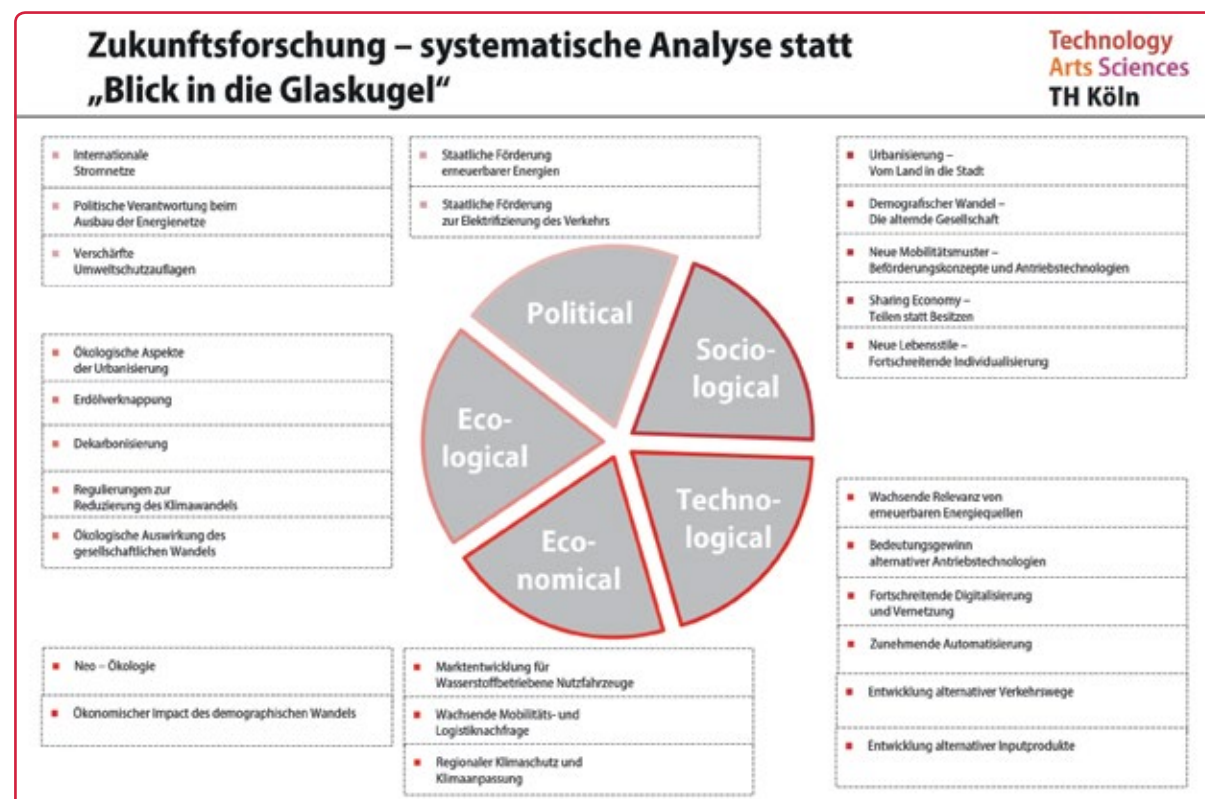 Zukunftsforschung – systematische Analyse statt
„Blick in die Glaskugel“
Technology
Arts Sciences
TH Köln
Internationale
Stromnetze
Politische Verantwortung beim
Ausbau der Energienetze
Verschärfte
Umweltschutzauflagen
Staatliche Förderung
erneuerbarer Energien
Staatliche Förderung
zur Elektrifizierung des Verkehrs
Urbanisierung –
Vom Land in die Stadt
Demografischer Wandel –
Die alternde Gesellschaft
Neue Mobilitätsmuster –
Beförderungskonzepte und Antriebstechnologien
Sharing Economy –
Teilen statt Besitzen
Neue Lebensstile –
Fortschreitende Individualisierung
Political
Socio-
logical
Eco-
logical
Techno-
logical
Eco-
nomical
Ökologische Aspekte
der Urbanisierung
Erdölverknappung
Dekarbonisierung
Regulierungen zur
Reduzierung des Klimawandels
Ökologische Auswirkung des
gesellschaftlichen Wandels
Wachsende Relevanz von
erneuerbaren Energiequellen
Bedeutungsgewinn
alternativer Antriebstechnologien
Fortschreitende Digitalisierung
und Vernetzung
Zunehmende Automatisierung
Entwicklung alternativer Verkehrswege
Entwicklung alternativer Inputprodukte
Neo – Ökologie
Ökonomischer Impact des demographischen Wandels
Marktentwicklung für
Wasserstoffbetriebene Nutzfahrzeuge
Wachsende Mobilitäts- und
Logistiknachfrage
Regionaler Klimaschutz und
Klimaanpassung